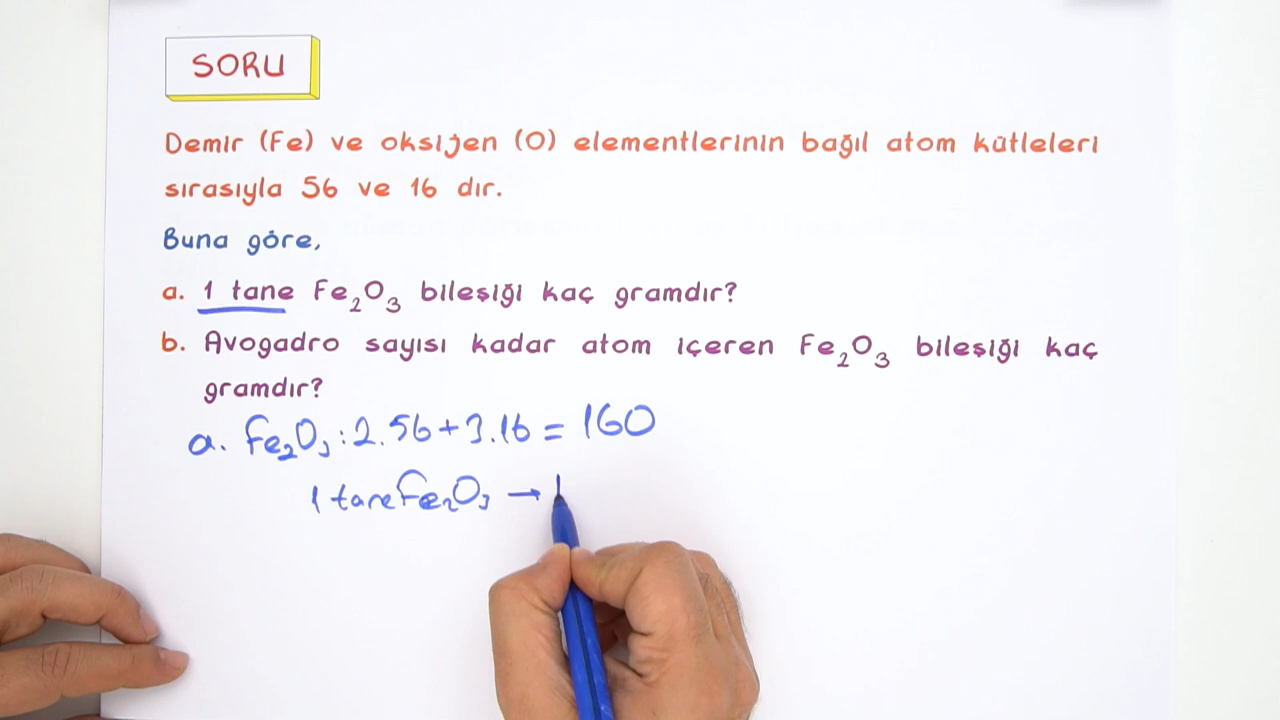 SORU
Demir (Fe) ve oksijen (O) elementlerinin bağıl atom kütleleri
sırasıyla 56 ve 16 dır.
Buna göre,
a. 1 tane Fe₂O₃ bileşiği kaç gramdır?
b. Avogadro sayısı kadar atom içeren Fe₂O₃ bileşiği kaç
gramdır?
a. Fe₂O₃ : 2.56 + 3.16 = 160
1 tane Fe₂O₃ → 1